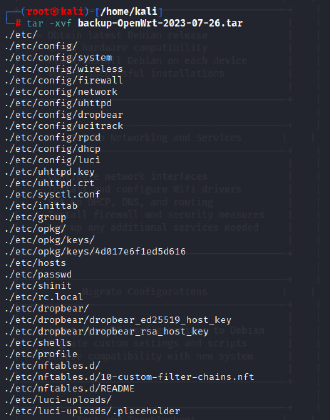 (root㉿kali)-[/home/kali]
# tar -xvf backup-OpenWrt-2023-07-26.tar
./etc/
./etc/config/
./etc/config/system
./etc/config/wireless
./etc/config/firewall
./etc/config/network
./etc/config/uhttpd
./etc/config/dropbear
./etc/config/ucitrack
./etc/config/rpcd
./etc/config/dhcp
./etc/config/luci
./etc/uhttpd.key
./etc/uhttpd.crt
./etc/sysctl.conf
./etc/inittab
./etc/group
./etc/opkg/
./etc/opkg/keys/
./etc/opkg/keys/4d017e6f1ed5d616
./etc/hosts
./etc/passwd
./etc/shinit
./etc/rc.local
./etc/dropbear/
./etc/dropbear/dropbear_ed25519_host_key
./etc/dropbear/dropbear_rsa_host_key
./etc/shells
./etc/profile
./etc/nftables.d/
./etc/nftables.d/10-custom-filter-chains.nft
./etc/nftables.d/README
./etc/luci-uploads/
./etc/luci-uploads/.placeholder